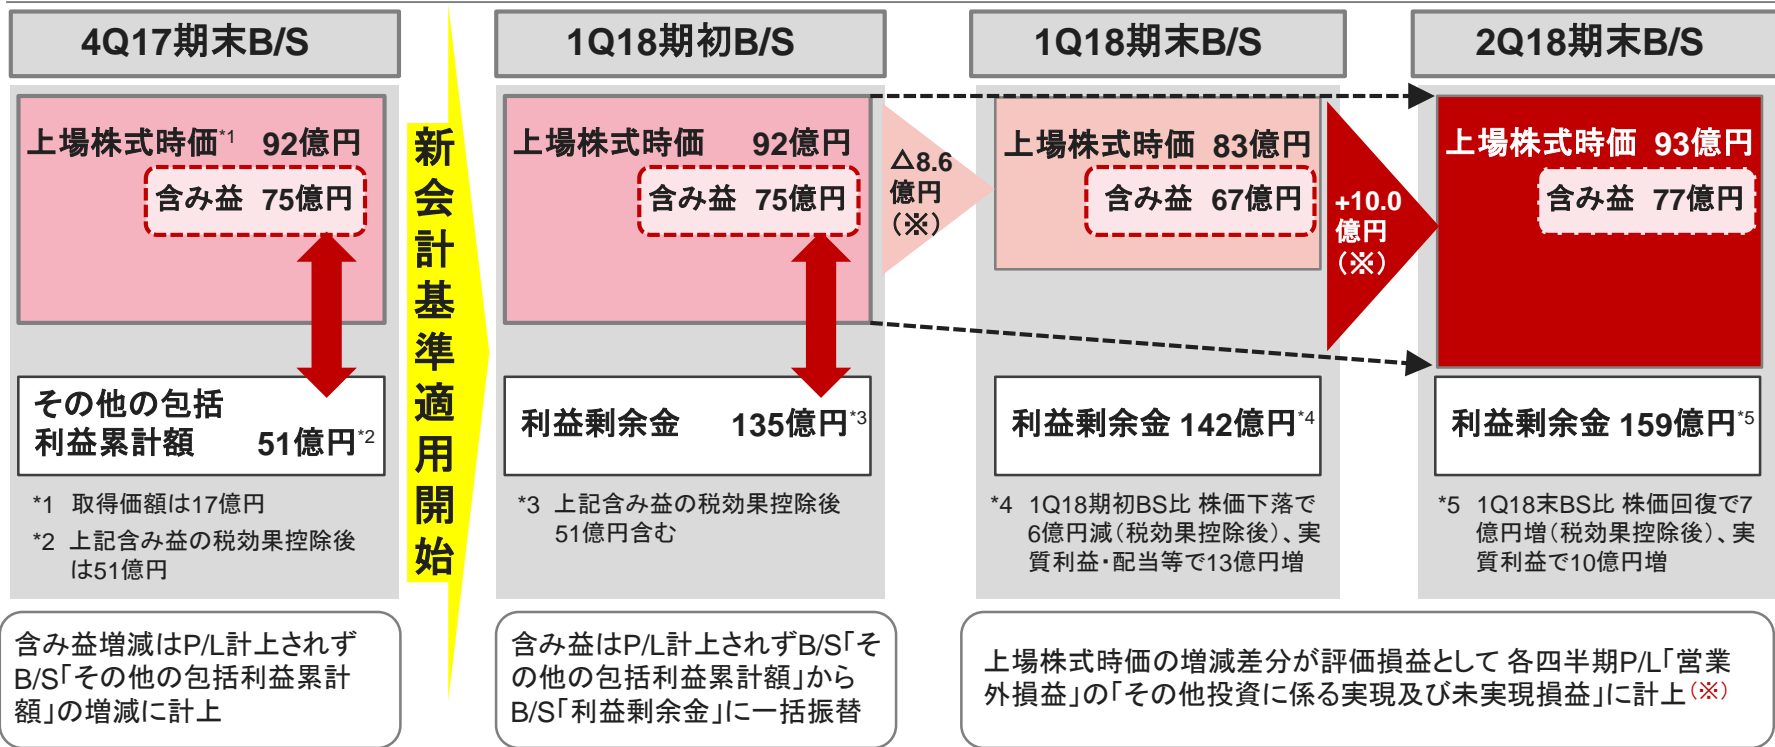 4Q17期末B/S
上場株式時価*1 92億円
含み益 75億円
その他の包括
利益累計額 51億円*2
*1 取得価額は17億円
*2 上記含み益の税効果控除後
は51億円
含み益増減はP/L計上されず
B/S「その他の包括利益累計
額」の増減に計上
新会計基準適用開始
1Q18期初B/S
上場株式時価 92億円
含み益 75億円
利益剰余金 135億円*3
*3 上記含み益の税効果控除後
51億円含む
含み益はP/L計上されずB/S「そ
の他の包括利益累計額」から
B/S「利益剰余金」に一括振替
△8.6
億円
（※）
1Q18期末B/S
上場株式時価 83億円
含み益 67億円
利益剰余金 142億円*4
*4 1Q18期初BS比 株価下落で
6億円減（税効果控除後）、実
質利益・配当等で13億円増
+10.0
億円
（※）
2Q18期末B/S
上場株式時価 93億円
含み益 77億円
利益剰余金 159億円*5
*5 1Q18末BS比 株価回復で7
億円増（税効果控除後）、実
質利益で10億円増
上場株式時価の増減差分が評価損益として 各四半期P/L「営業
外損益」の「その他投資に係る実現及び未実現損益」に計上（※）